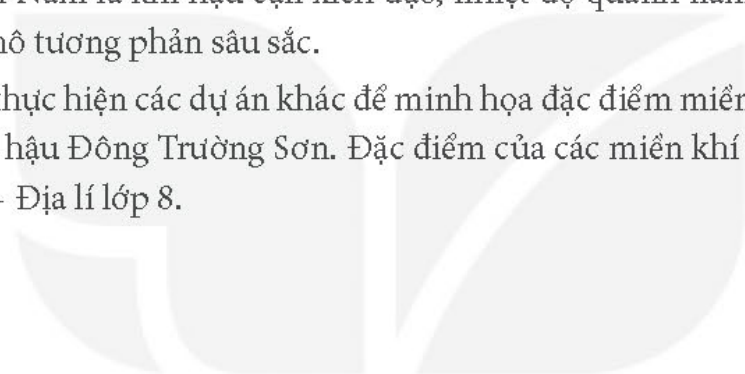 Nam là khí hậu cận xích đạo, nhiệt độ quanh năm
tương phản sâu sắc.
thực hiện các dự án khác để minh họa đặc điểm miền
hậu Đông Trường Sơn. Đặc điểm của các miền khí
- Địa lí lớp 8.